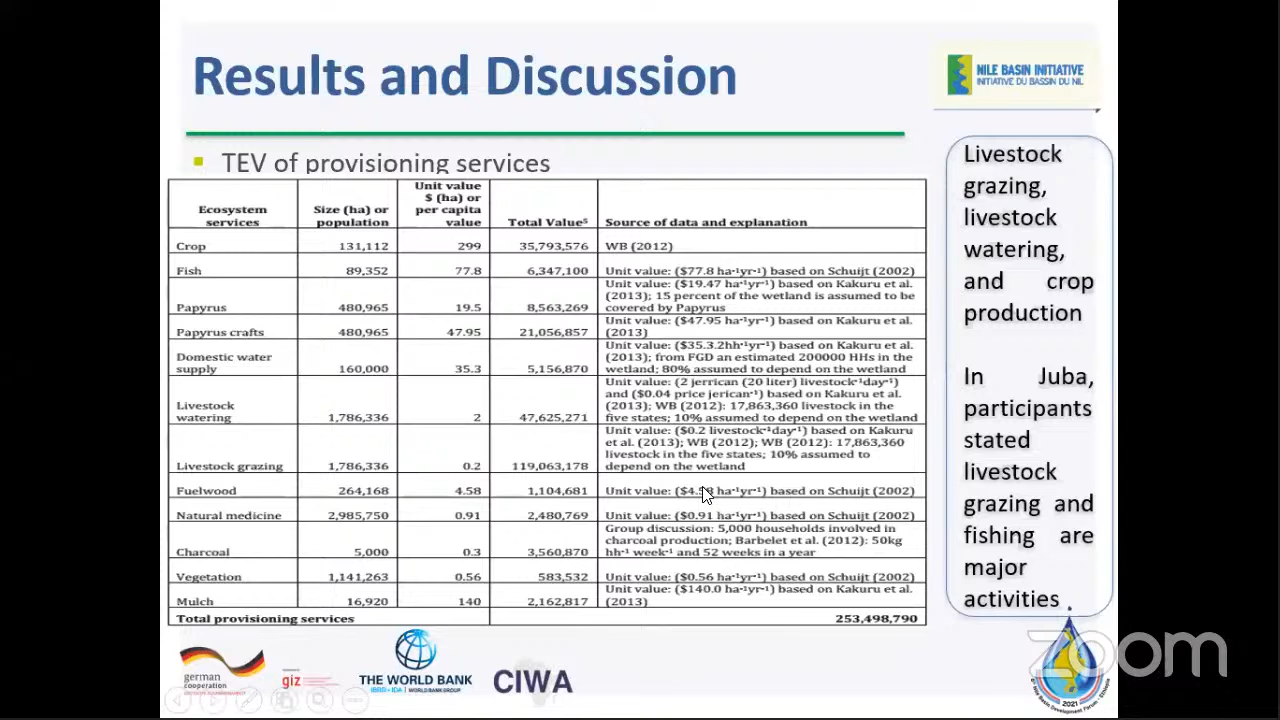 Results and Discussion
NILE BASIN INITIATIVE
INITIATIVE DU BASSIN DU NIL
TEV of provisioning services
Ecosystem services
Size (ha) or population
Unit value $ (ha) or per capita value
Total Value⁵
Source of data and explanation
Crop 131,112 299 35,793,576 WB (2012)
Fish 89,352 77.8 6,347,100 Unit value: ($77.8 ha⁻¹yr⁻¹) based on Schuijt (2002)
Papyrus 480,965 19.5 8,563,269 Unit value: ($19.47 ha⁻¹yr⁻¹) based on Kakuru et al.
(2013); 15 percent of the wetland is assumed to be
covered by Papyrus
Papyrus crafts 480,965 47.95 21,056,857 Unit value: ($47.95 ha⁻¹yr⁻¹) based on Kakuru et al.
(2013)
Domestic water
supply 160,000 35.3 5,156,870 Unit value: ($35.3.2hh⁻¹yr⁻¹) based on Kakuru et al.
(2013); from FGD an estimated 200000 HHs in the
wetland; 80% assumed to depend on the wetland
Livestock
watering 1,786,336 2 47,625,271 Unit value: (2 jerrican (20 liter) livestock⁻¹day⁻¹)
and ($0.04 price jerican⁻¹) based on Kakuru et al.
(2013); WB (2012): 17,863,360 livestock in the
five states; 10% assumed to depend on the wetland
Livestock grazing 1,786,336 0.2 119,063,178 Unit value: ($0.2 livestock⁻¹day⁻¹) based on Kakuru
et al. (2013); WB (2012); WB (2012): 17,863,360
livestock in the five states; 10% assumed to
depend on the wetland
Fuelwood 264,168 4.58 1,104,681 Unit value: ha⁻¹yr⁻¹) based on Schuijt (2002)
Natural medicine 2,985,750 0.91 2,480,769 Unit value: ($0.91 ha⁻¹yr⁻¹) based on Schuijt (2002)
Charcoal 5,000 0.3 3,560,870 Group discussion: 5,000 households involved in
charcoal production; Barbelet et al. (2012): 50kg
hh⁻¹ week⁻¹ and 52 weeks in a year
Vegetation 1,141,263 0.56 583,532 Unit value: ($0.56 ha⁻¹yr⁻¹) based on Schuijt (2002)
Mulch 16,920 140 2,162,817 Unit value: ($140.0 ha⁻¹yr⁻¹) based on Kakuru et al.
(2013)
Total provisioning services 253,498,790
Livestock
grazing,
livestock
watering,
and crop
production
In Juba,
participants
stated
livestock
grazing and
fishing are
major
activities .
german
cooperation
giz
THE WORLD BANK
IBRD • IDA | WORLD BANK GROUP
CIWA
2021
zoom